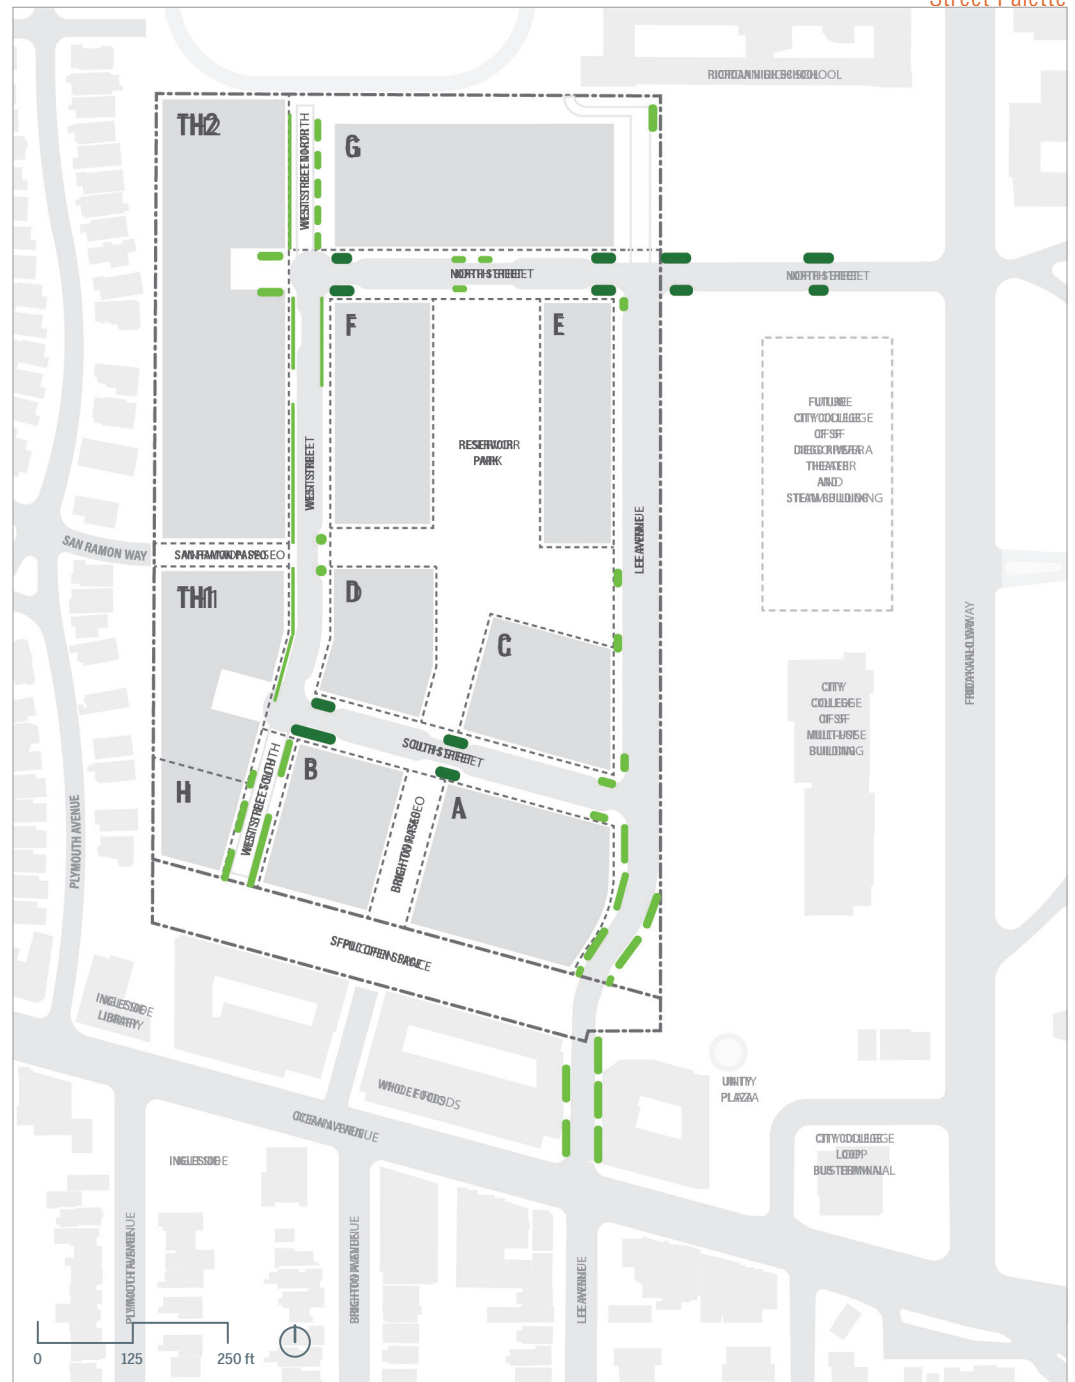 Street Palette
RIORDAN HIGH SCHOOL
TH2
WEST STREET NORTH
G
NORTH STREET
NORTH STREET
F
E
FUTURE
CITY COLLEGE
OF SF
DIEGO RIVERA
THEATER
AND
STEAM BUILDING
RESERVOIR
PARK
WEST STREET
LEE AVENUE
SAN RAMON WAY
SAN RAMON PASEO
TH1
D
C
FRIDA KAHLO WAY
CITY
COLLEGE
OF SF
MULTI-USE
BUILDING
SOUTH STREET
B
H
WEST STREET SOUTH
A
BRIGHTON PASEO
PLYMOUTH AVENUE
SFPUC OPEN SPACE
INGLESIDE
LIBRARY
WHOLE FOODS
UNITY
PLAZA
OCEAN AVENUE
CITY COLLEGE
LOOP
BUS TERMINAL
INGLESIDE
PLYMOUTH AVENUE
BRIGHTON AVENUE
LEE AVENUE
0 125 250 ft